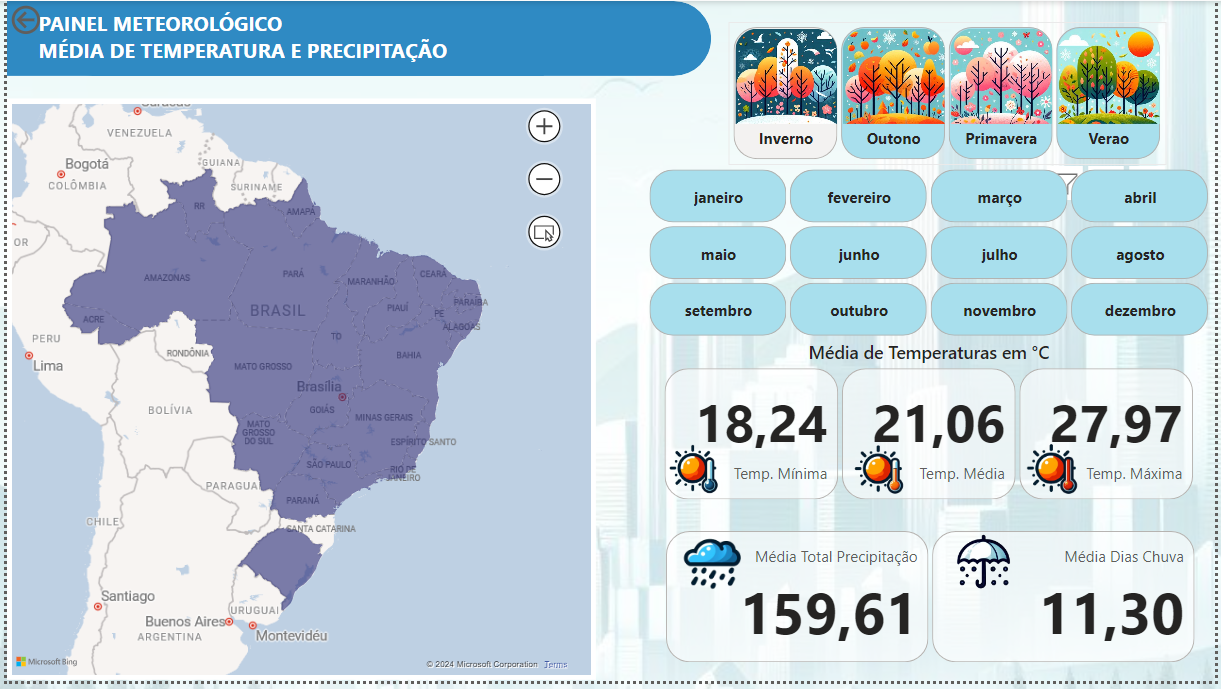 PAINEL METEOROLÓGICO
MÉDIA DE TEMPERATURA E PRECIPITAÇÃO
Inverno
Outono
Primavera
Verao
janeiro
fevereiro
março
abril
maio
junho
julho
agosto
setembro
outubro
novembro
dezembro
Média de Temperaturas em °C
18,24
Temp. Mínima
21,06
Temp. Média
27,97
Temp. Máxima
Média Total Precipitação
159,61
Média Dias Chuva
11,30
VENEZUELA
Bogotá
COLÔMBIA
GUIANA
SURINAME
RR
AMAPÁ
OR
AMAZONAS
PARÁ
MARANHÃO
CEARÁ
BRASIL
PIAUÍ
PARAÍBA
PE
ALAGOAS
ACRE
TO
PERU
Lima
RONDÔNIA
MATO GROSSO
BAHIA
Brasília
GOIÁS
BOLÍVIA
MINAS GERAIS
MATO
GROSSO
DO SUL
ESPÍRITO SANTO
SÃO PAULO
RIO DE
JANEIRO
PARAGUAI
PARANÁ
CHILE
SANTA CATARINA
Santiago
Buenos Aires
URUGUAI
ARGENTINA
Montevidéu
Microsoft Bing
© 2024 Microsoft Corporation Terms